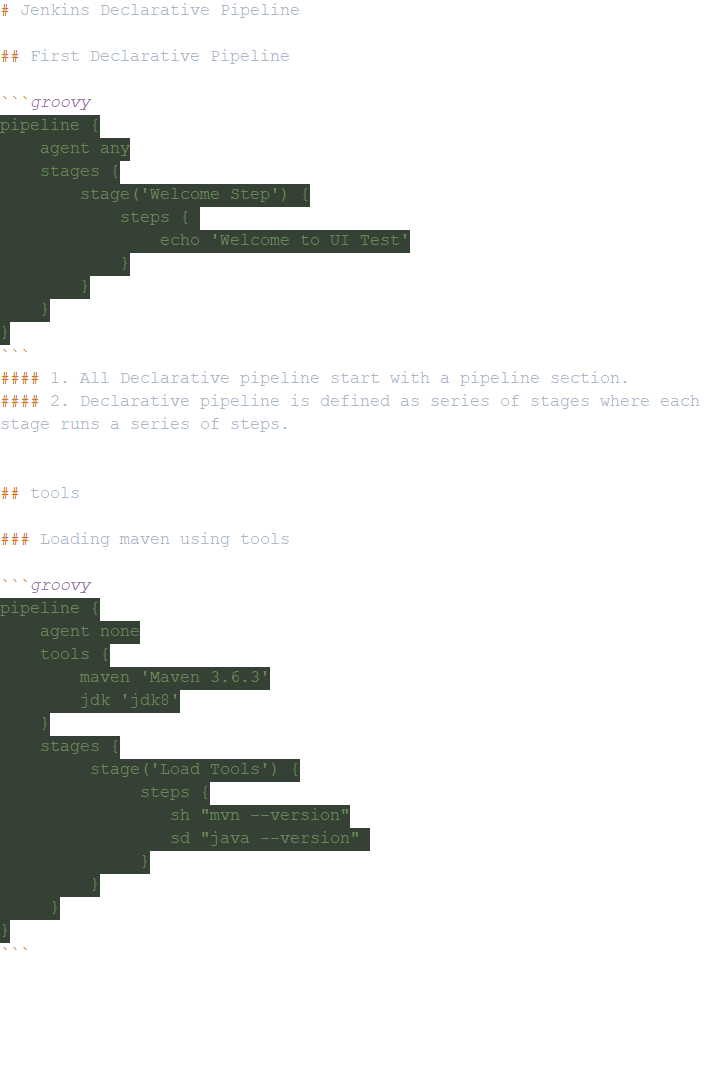 # Jenkins Declarative Pipeline
## First Declarative Pipeline
```groovy
pipeline {
    agent any
    stages {
        stage('Welcome Step') {
            steps { 
                echo 'Welcome to UI Test'
            }
        }
    }
}
```
#### 1. All Declarative pipeline start with a pipeline section.
#### 2. Declarative pipeline is defined as series of stages where each
stage runs a series of steps.
## tools
### Loading maven using tools
```groovy
pipeline {
    agent none
    tools {
        maven 'Maven 3.6.3'
        jdk 'jdk8'
    }
    stages {
         stage('Load Tools') {
              steps {
                 sh "mvn --version"
                 sd "java --version" 
              }
         }
     }
}
```